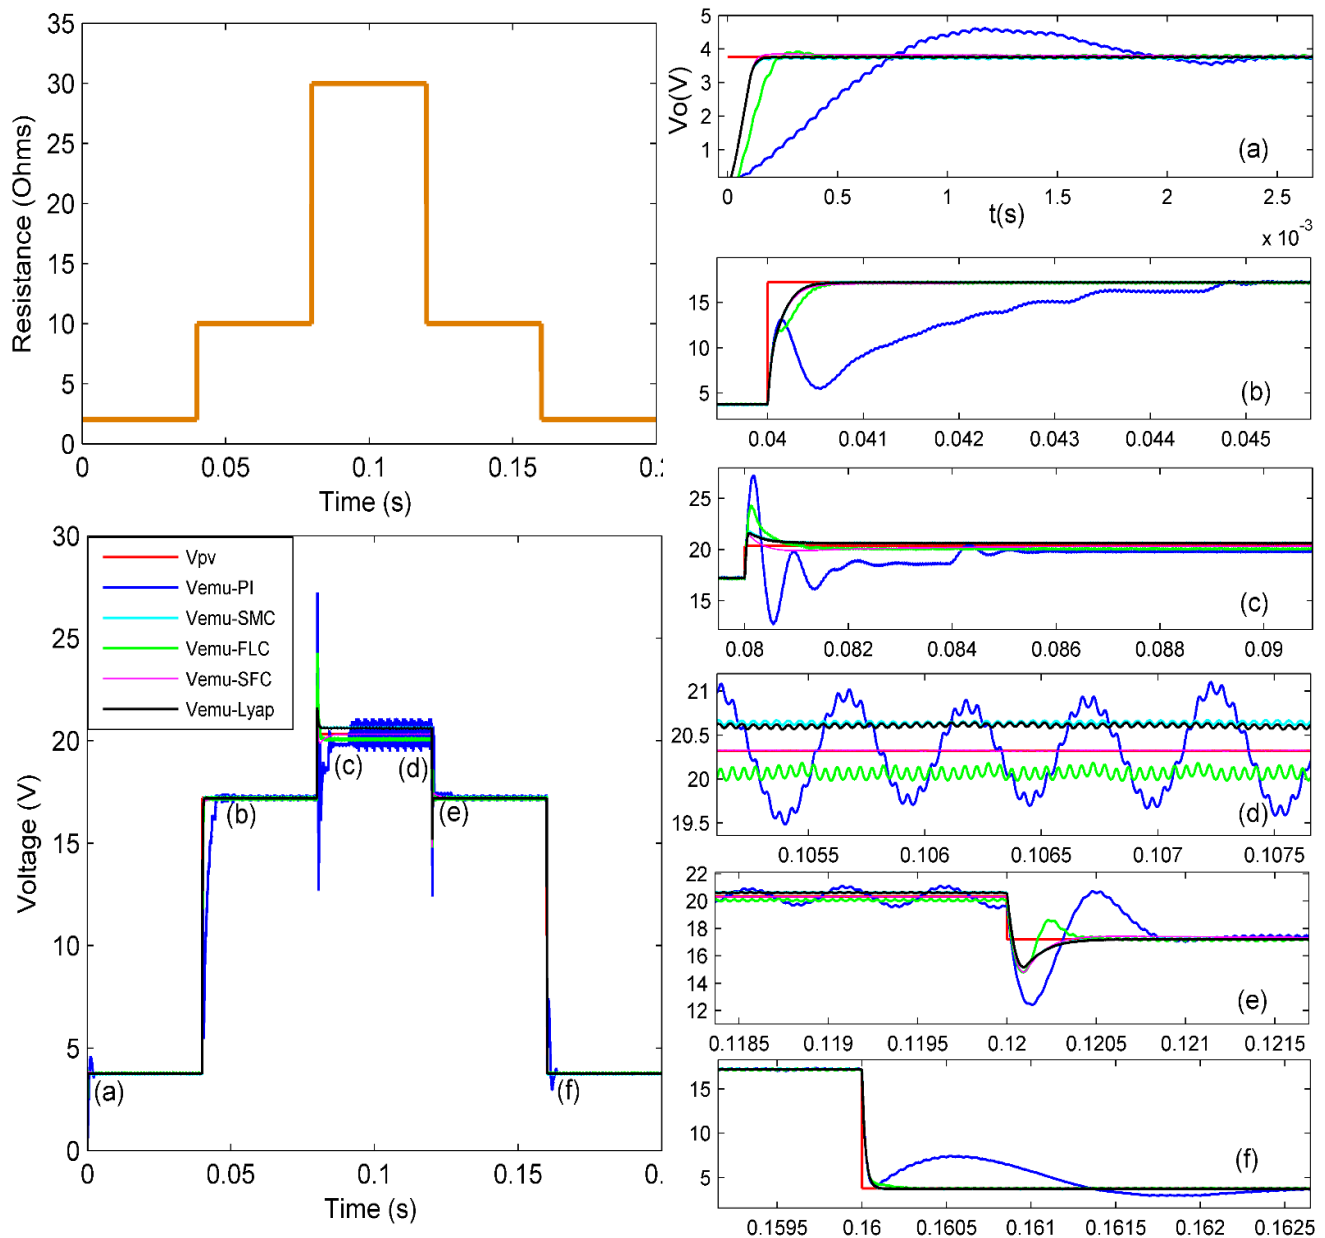 35
30
25
20
15
10
5
0
Resistance (Ohms)
0 0.05 0.1 0.15 0.2
Time (s)
30
25
20
15
10
5
0
Voltage (V)
Vpv
Vemu-PI
Vemu-SMC
Vemu-FLC
Vemu-SFC
Vemu-Lyap
(a)
(b)
(c)
(d)
(e)
(f)
0 0.05 0.1 0.15 0.
Time (s)
5
4
3
2
1
Vo(V)
(a)
0 0.5 1 1.5 2 2.5
t(s)
x 10-3
15
10
5
(b)
0.04 0.041 0.042 0.043 0.044 0.045
25
20
15
(c)
0.08 0.082 0.084 0.086 0.088 0.09
21
20.5
20
19.5
(d)
0.1055 0.106 0.1065 0.107 0.1075
22
20
18
16
14
12
(e)
0.1185 0.119 0.1195 0.12 0.1205 0.121 0.1215
15
10
5
(f)
0.1595 0.16 0.1605 0.161 0.1615 0.162 0.1625